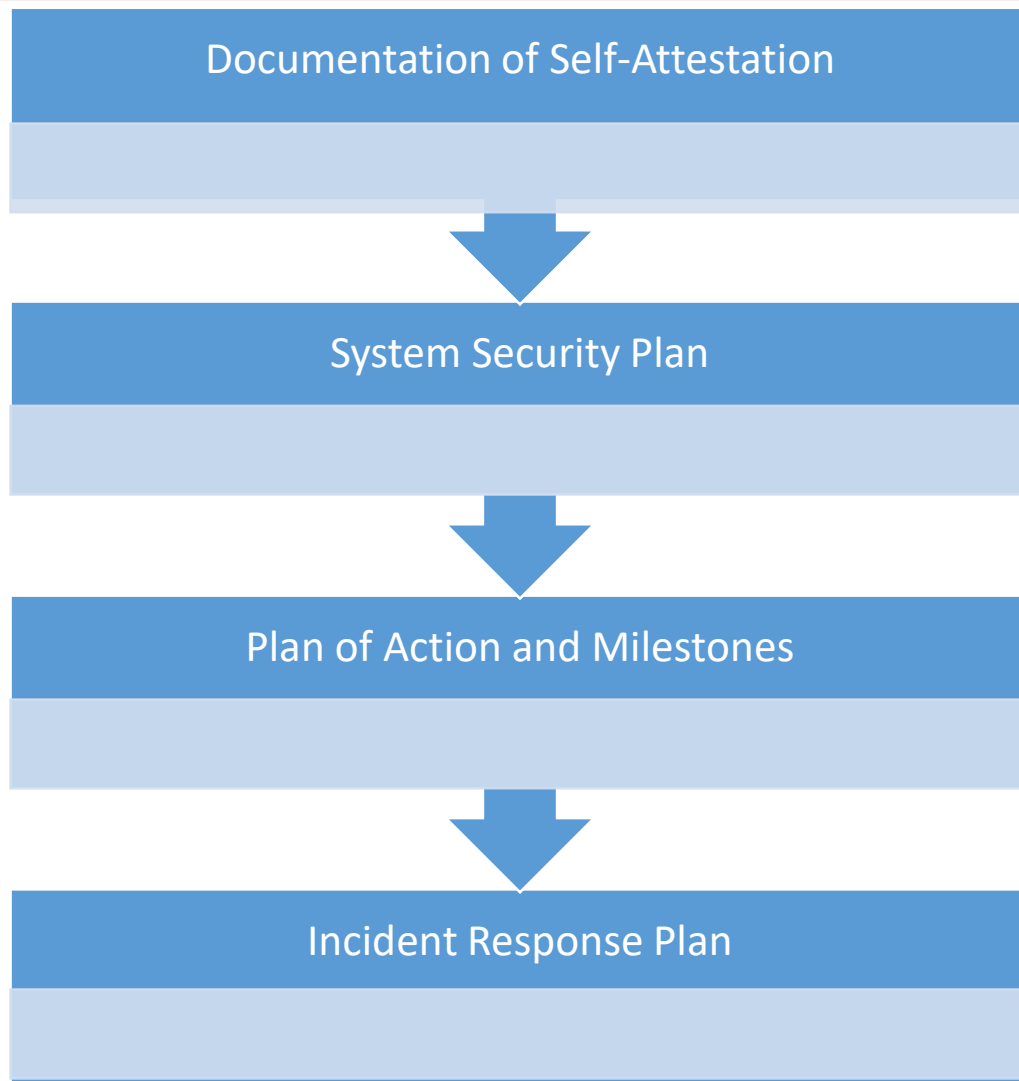 Documentation of Self-Attestation
System Security Plan
Plan of Action and Milestones
Incident Response Plan